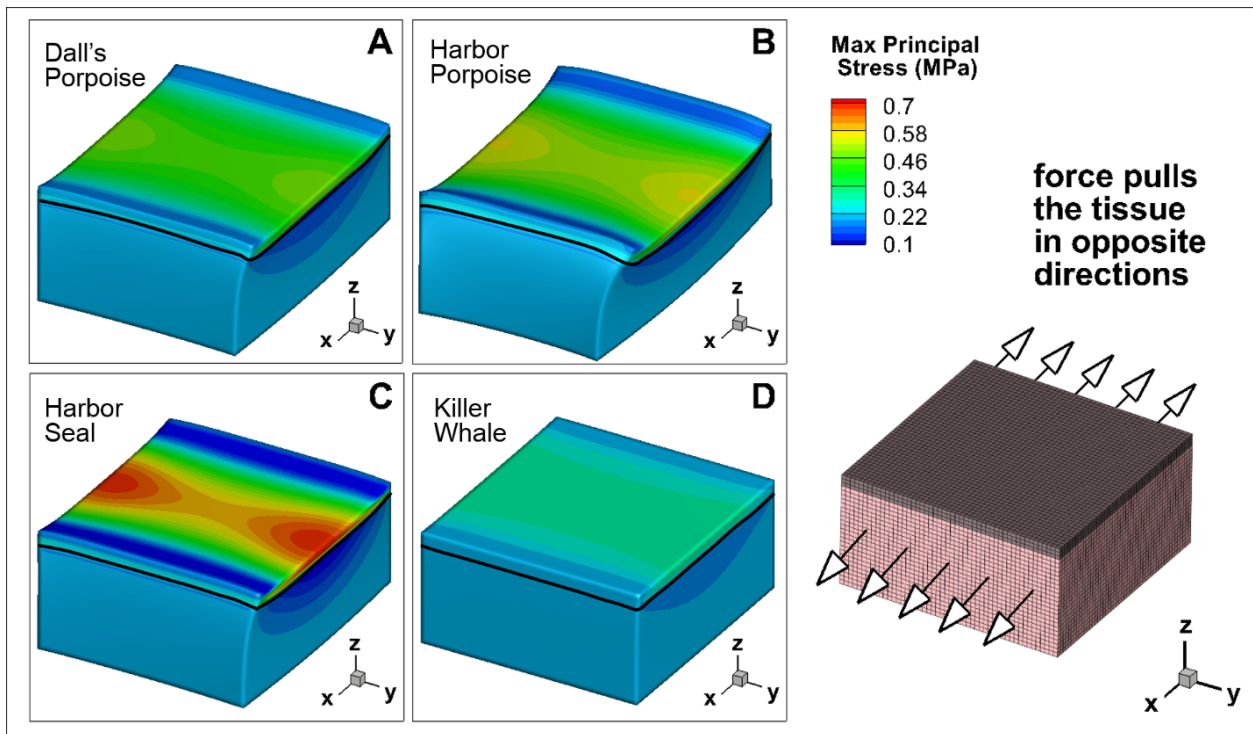 A
Dall's
Porpoise
z
x
y
B
Harbor
Porpoise
z
x
y
C
Harbor
Seal
z
x
y
D
Killer
Whale
z
x
y
Max Principal
Stress (MPa)
0.7
0.58
0.46
0.34
0.22
0.1
force pulls
the tissue
in opposite
directions
z
x
y